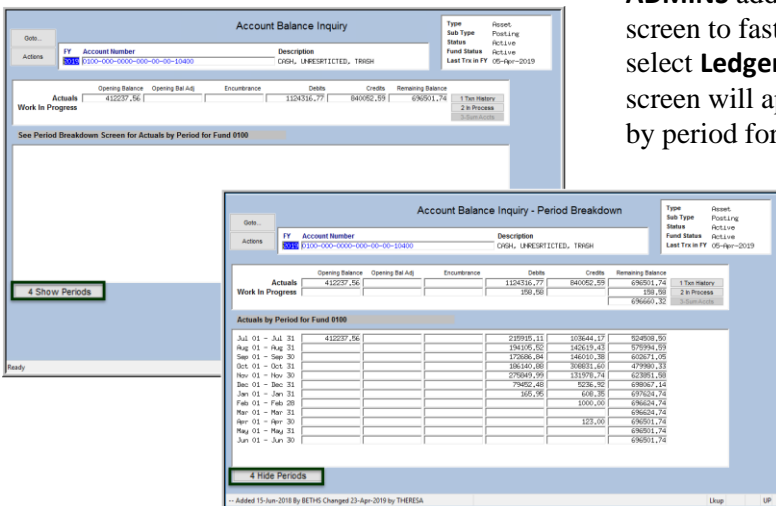 ADMINS add
screen to fast
select Ledger
screen will ap
by period for
Account Balance Inquiry
Goto...
Actions
Type Asset
Sub Type Posting
Status Active
Fund Status Active
Last Trx in FY 05-Apr-2019
FY Account Number Description
2019 0100-000-0000-000-00-00-10400 CASH, UNRESRTICTED, TRASH
Opening Balance Opening Bal Adj Encumbrance Debits Credits Remaining Balance
Actuals 412237.56 1124316.77 840052.59 696501.74 1 Txn History
Work In Progress 2 In Process
3-Sum Accts
See Period Breakdown Screen for Actuals by Period for Fund 0100
4 Show Periods
Ready
Account Balance Inquiry - Period Breakdown
Goto...
Actions
Type Asset
Sub Type Posting
Status Active
Fund Status Active
Last Trx in FY 05-Apr-2019
FY Account Number Description
2019 0100-000-0000-000-00-00-10400 CASH, UNRESRTICTED, TRASH
Opening Balance Opening Bal Adj Encumbrance Debits Credits Remaining Balance
Actuals 412237.56 1124316.77 840052.59 696501.74 1 Txn History
Work In Progress 158.58 158.58 2 In Process
696660.32 3-Sum Accts
Actuals by Period for Fund 0100
Jul 01 - Jul 31 412237.56 215915.11 103644.17 524508.50
Aug 01 - Aug 31 194105.52 142619.43 575994.59
Sep 01 - Sep 30 172686.84 146010.38 602671.05
Oct 01 - Oct 31 186140.88 308831.60 479980.33
Nov 01 - Nov 30 275849.99 131978.74 623851.58
Dec 01 - Dec 31 79452.48 5236.92 698067.14
Jan 01 - Jan 31 165.95 608.35 697624.74
Feb 01 - Feb 28 1000.00 696624.74
Mar 01 - Mar 31 696624.74
Apr 01 - Apr 30 123.00 696501.74
May 01 - May 31 696501.74
Jun 01 - Jun 30 696501.74
4 Hide Periods
-- Added 15-Jun-2018 By BETHS Changed 23-Apr-2019 by THERESA Lkup UP